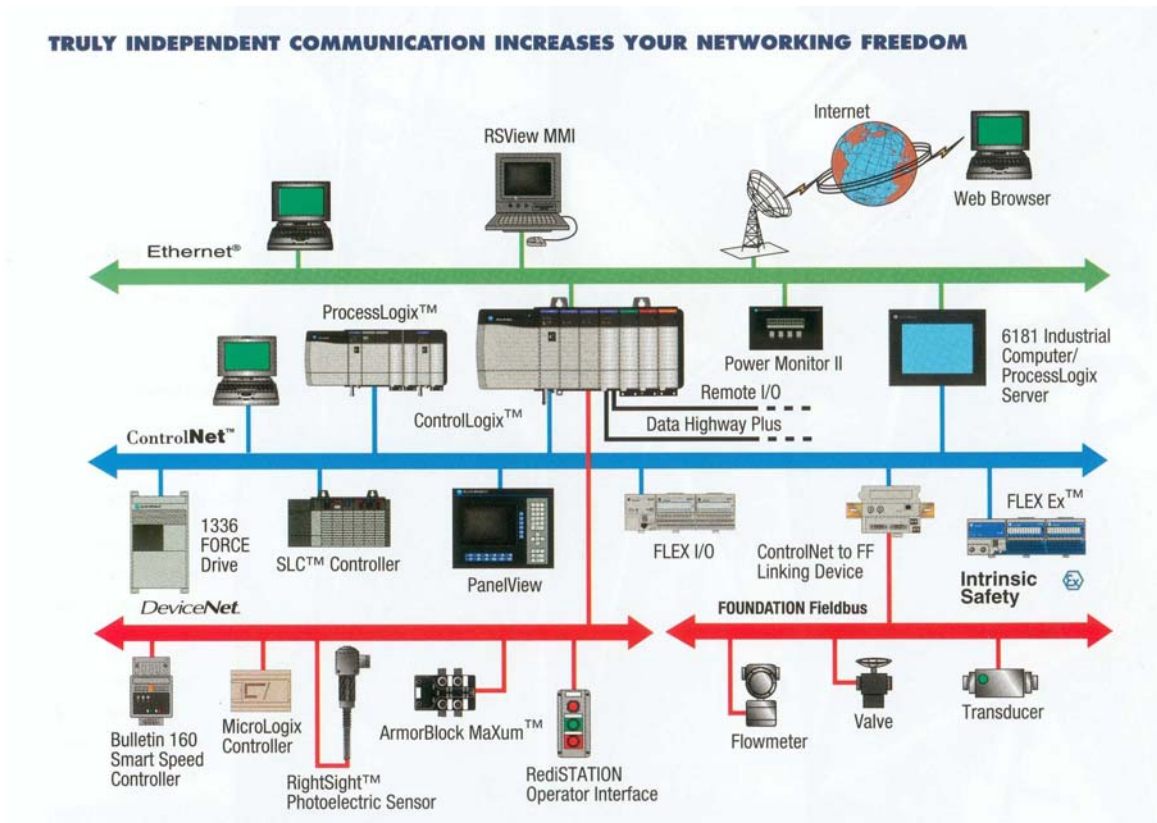 TRULY INDEPENDENT COMMUNICATION INCREASES YOUR NETWORKING FREEDOM
Internet
RSView MMI
Web Browser
Ethernet®
ProcessLogix™
Power Monitor II
6181 Industrial
Computer/
ProcessLogix
Server
Remote I/O
ControlLogix™
Data Highway Plus
ControlNet™
1336
FORCE
Drive
SLC™ Controller
PanelView
FLEX I/O
ControlNet to FF
Linking Device
FLEX Ex™
Intrinsic
Safety
Ex
DeviceNet.
FOUNDATION Fieldbus
Bulletin 160
Smart Speed
Controller
MicroLogix
Controller
RightSight™
Photoelectric Sensor
ArmorBlock MaXum™
RediSTATION
Operator Interface
Flowmeter
Valve
Transducer